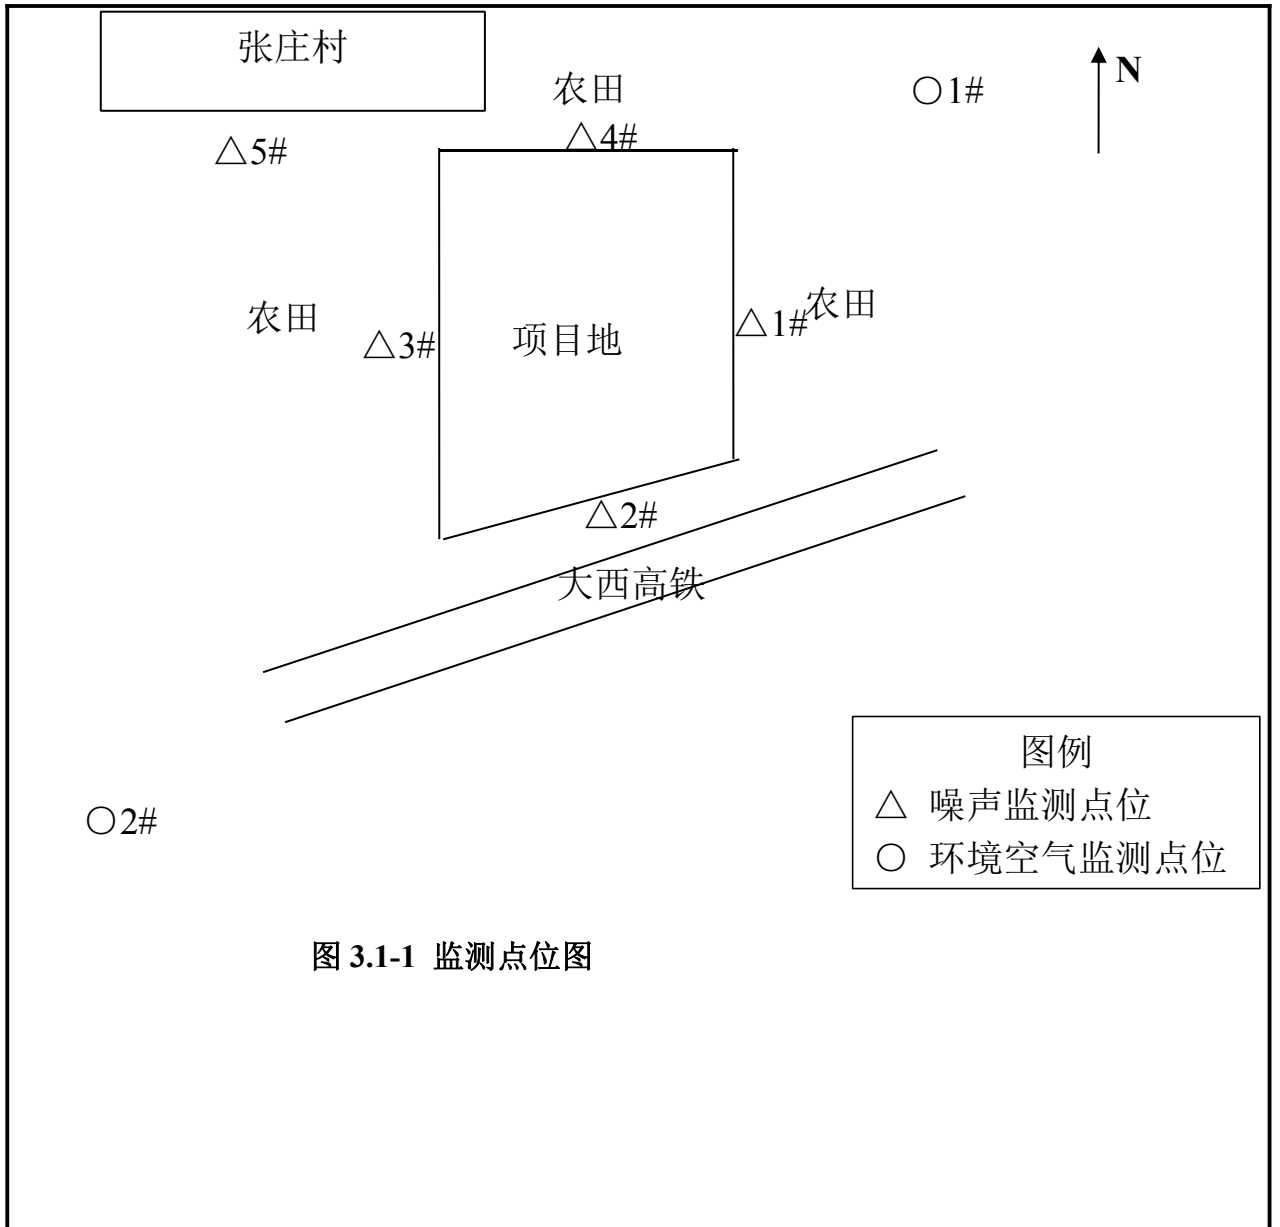 张庄村
农田
○1#
N
△4#
△5#
农田
△3#
项目地
△1#
农田
△2#
大西高铁
图例
△ 噪声监测点位
○ 环境空气监测点位
○2#
图 3.1-1 监测点位图